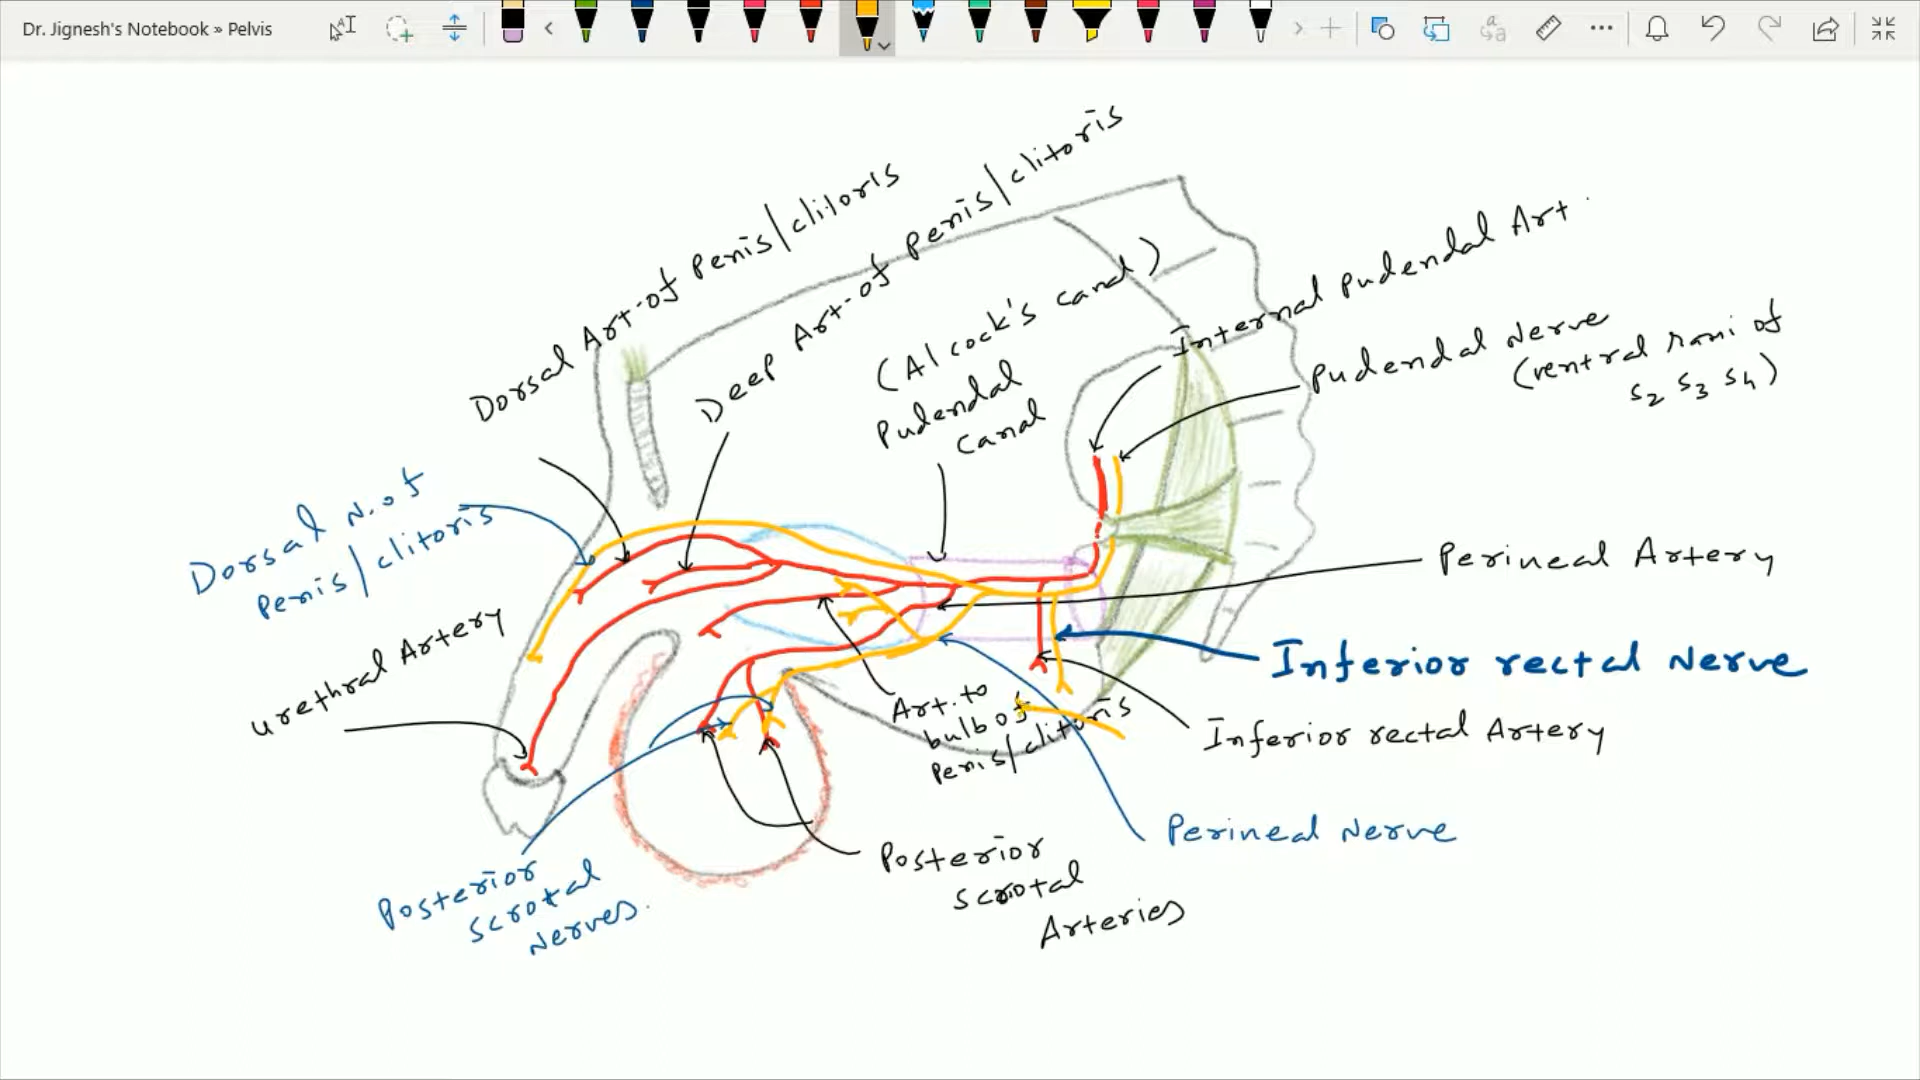 Dr. Jignesh's Notebook » Pelvis
Dorsal Art. of Penis/clitoris
Deep Art. of Penis/clitoris
(Alcock's canal)
Pudendal
canal
Internal Pudendal Art.
Pudendal Nerve
(ventral rami of
S2 S3 S4)
Dorsal N. of
Penis/clitoris
Perineal Artery
urethral Artery
Inferior rectal Nerve
Art. to
bulb of
Penis/clitoris
Inferior rectal Artery
Perineal Nerve
Posterior
scrotal
Arteries
Posterior
scrotal
Nerves.